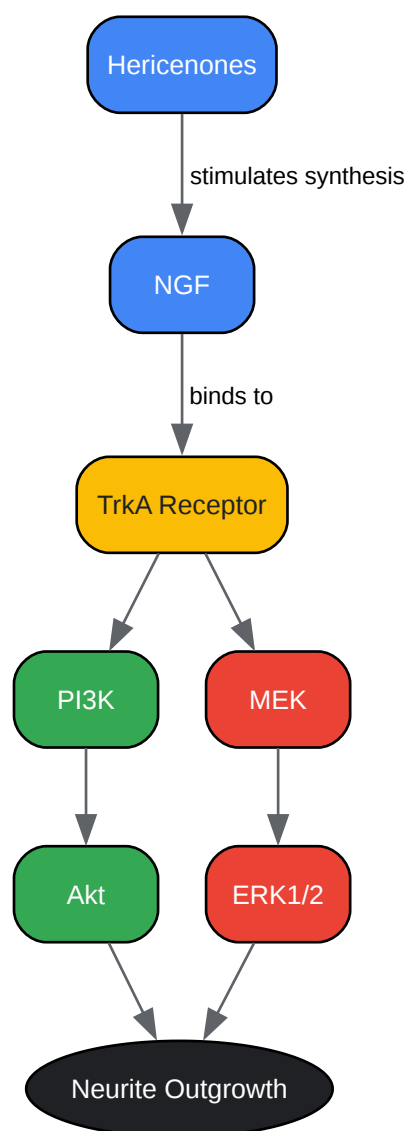 Hericenones
stimulates synthesis
NGF
binds to
TrkA Receptor
PI3K
MEK
Akt
ERK1/2
Neurite Outgrowth